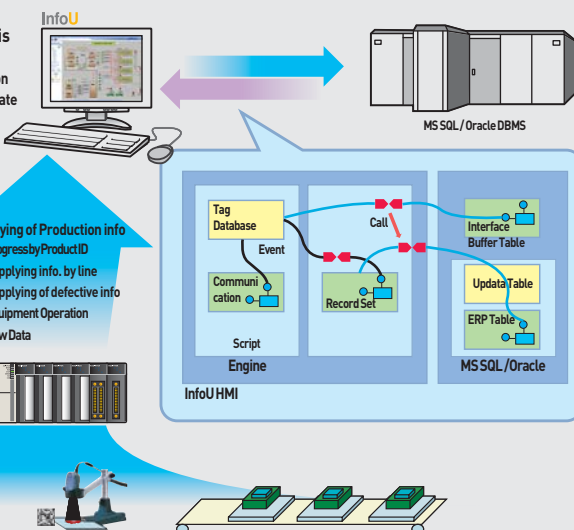 InfoU
is
on
ate
MS SQL / Oracle DBMS
ying of Production info
ogress by Product ID
pplying info. by line
pplying of defective info
uipment Operation
w Data
Tag
Database
Event
Communi
cation
Script
Engine
Record Set
Call
Interface
Buffer Table
Updata Table
ERP Table
MS SQL / Oracle
InfoU HMI